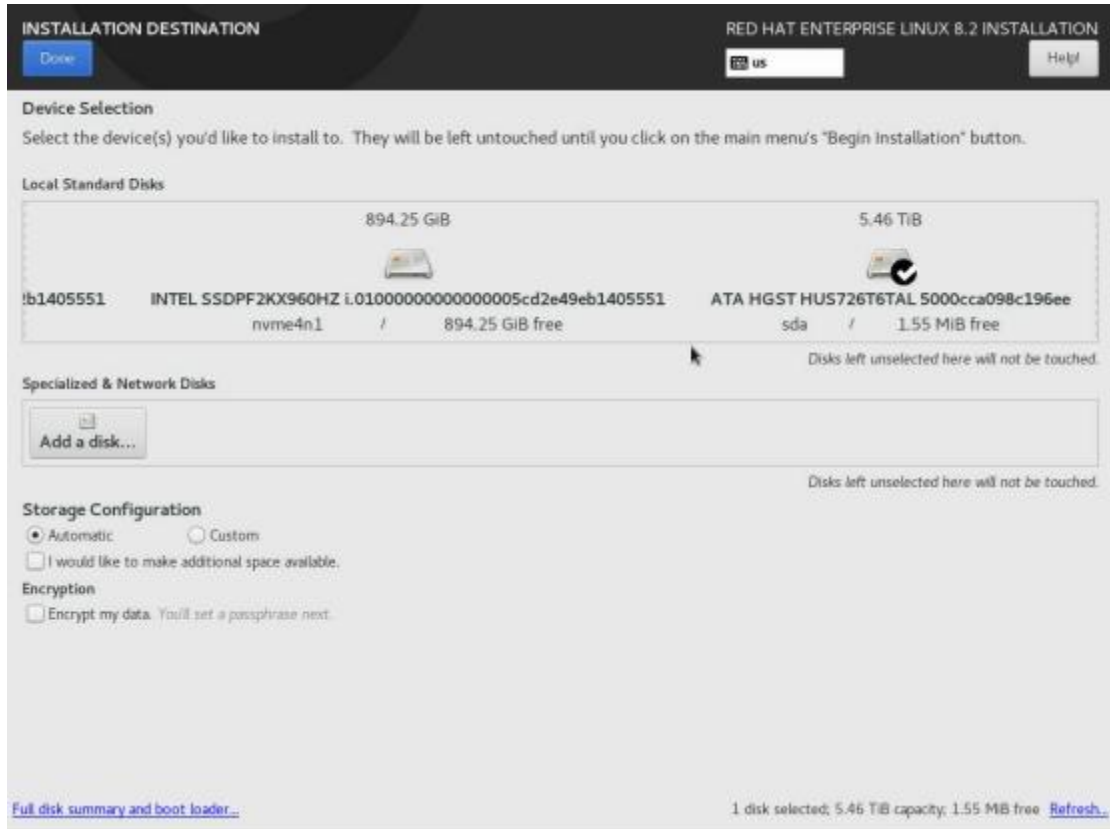 INSTALLATION DESTINATION
RED HAT ENTERPRISE LINUX 8.2 INSTALLATION
Done
us
Help!
Device Selection
Select the device(s) you'd like to install to. They will be left untouched until you click on the main menu's "Begin Installation" button.
Local Standard Disks
894.25 GiB
5.46 TiB
b1405551
INTEL SSDPF2KX960HZ i.01000000000000005cd2e49eb1405551
ATA HGST HUS726T6TAL 5000cca098c196ee
nvme4n1 / 894.25 GiB free
sda / 1.55 MiB free
Disks left unselected here will not be touched.
Specialized & Network Disks
Add a disk...
Disks left unselected here will not be touched.
Storage Configuration
Automatic
Custom
I would like to make additional space available.
Encryption
Encrypt my data. You'll set a passphrase next.
Full disk summary and boot loader...
1 disk selected; 5.46 TiB capacity; 1.55 MiB free Refresh...